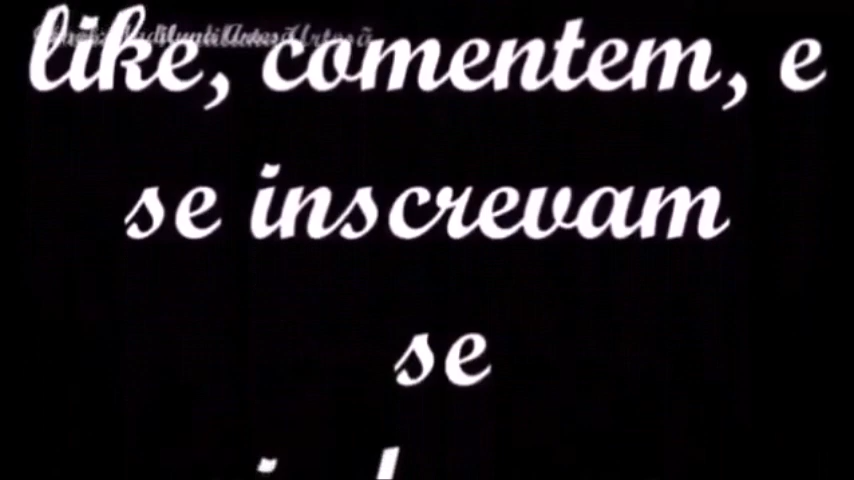 like, comentem, e
se inscrevam
se